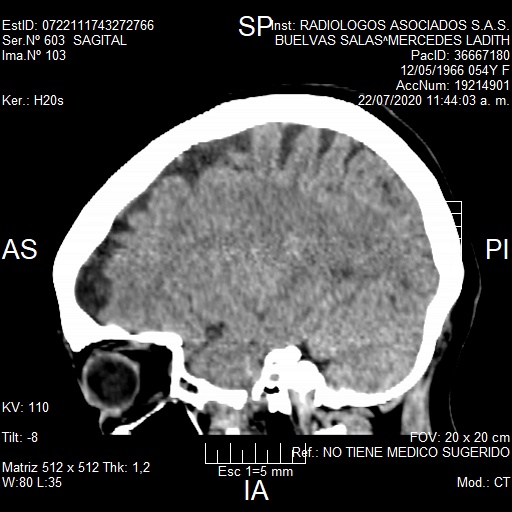 EstID: 0722111743272766
Ser.Nº 603 SAGITAL
Ima.Nº 103
Ker.: H20s
SP
Inst: RADIOLOGOS ASOCIADOS S.A.S.
BUELVAS SALAS^MERCEDES LADITH
PacID: 36667180
12/05/1966 054Y F
AccNum: 19214901
22/07/2020 11:44:03 a. m.
AS
PI
KV: 110
Tilt: -8
Matriz 512 x 512 Thk: 1,2
W:80 L:35
FOV: 20 x 20 cm
Ref.: NO TIENE MEDICO SUGERIDO
Esc 1=5 mm
IA
Mod.: CT